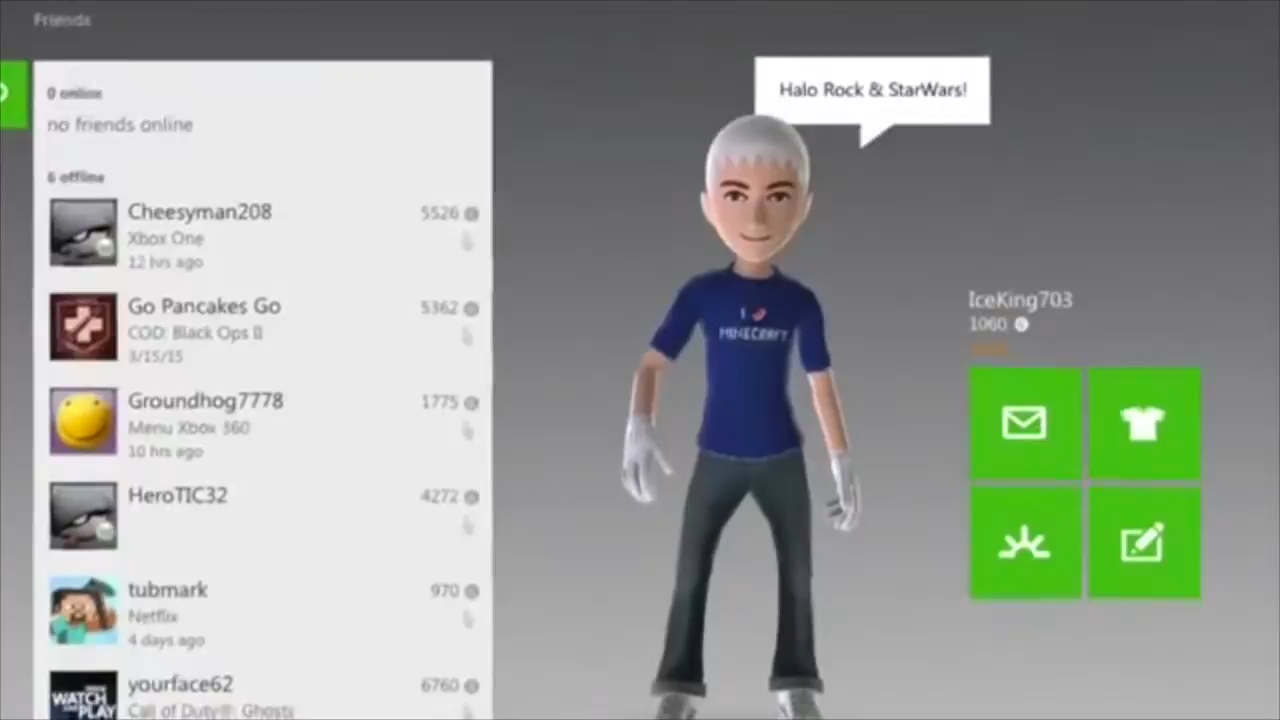 Friends
0 online
no friends online
6 offline
Cheesyman208
5526
Xbox One
12 hrs ago
Go Pancakes Go
5362
COD: Black Ops II
3/15/15
Groundhog7778
1775
Menu Xbox 360
10 hrs ago
HeroTIC32
4272
tubmark
970
Netflix
4 days ago
yourface62
6760
Call of Duty®: Ghosts
WATCH
PLAY
Halo Rock & StarWars!
I
MINECRAFT
IceKing703
1060